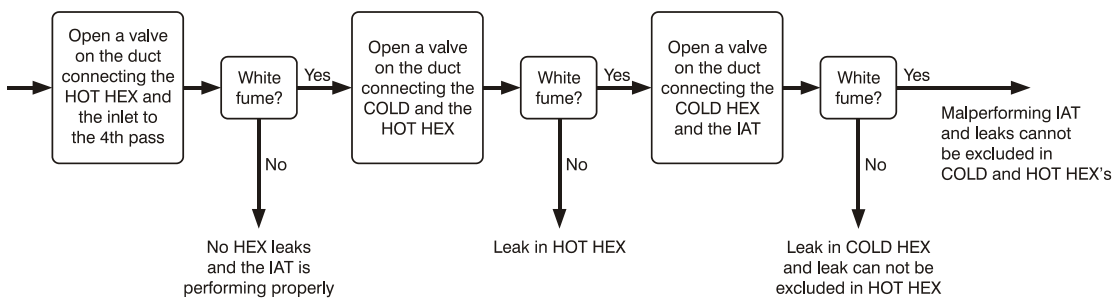 Open a valve
on the duct
connecting the
HOT HEX and
the inlet to
the 4th pass
White
fume?
Yes
No
No HEX leaks
and the IAT is
performing properly
Open a valve
on the duct
connecting the
COLD and the
HOT HEX
White
fume?
Yes
No
Leak in HOT HEX
Open a valve
on the duct
connecting the
COLD HEX
and the IAT
White
fume?
Yes
Malperforming IAT
and leaks cannot
be excluded in
COLD and HOT HEX's
No
Leak in COLD HEX
and leak can not be
excluded in HOT HEX